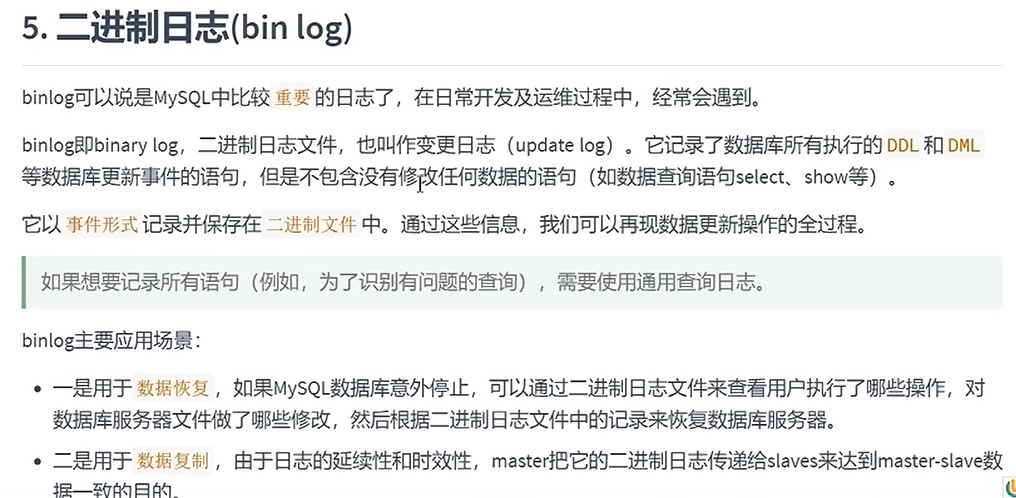 5. 二进制日志(bin log)
binlog可以说是MySQL中比较 重要 的日志了，在日常开发及运维过程中，经常会遇到。
binlog即binary log，二进制日志文件，也叫作变更日志（update log）。它记录了数据库所有执行的 DDL 和 DML
等数据库更新事件的语句，但是不包含没有修改任何数据的语句（如数据查询语句select、show等）。
它以 事件形式 记录并保存在 二进制文件 中。通过这些信息，我们可以再现数据更新操作的全过程。
如果想要记录所有语句（例如，为了识别有问题的查询），需要使用通用查询日志。
binlog主要应用场景：
• 一是用于 数据恢复 ，如果MySQL数据库意外停止，可以通过二进制日志文件来查看用户执行了哪些操作，对
数据库服务器文件做了哪些修改，然后根据二进制日志文件中的记录来恢复数据库服务器。
• 二是用于 数据复制 ，由于日志的延续性和时效性，master把它的二进制日志传递给slaves来达到master-slave数
据一致的目的。